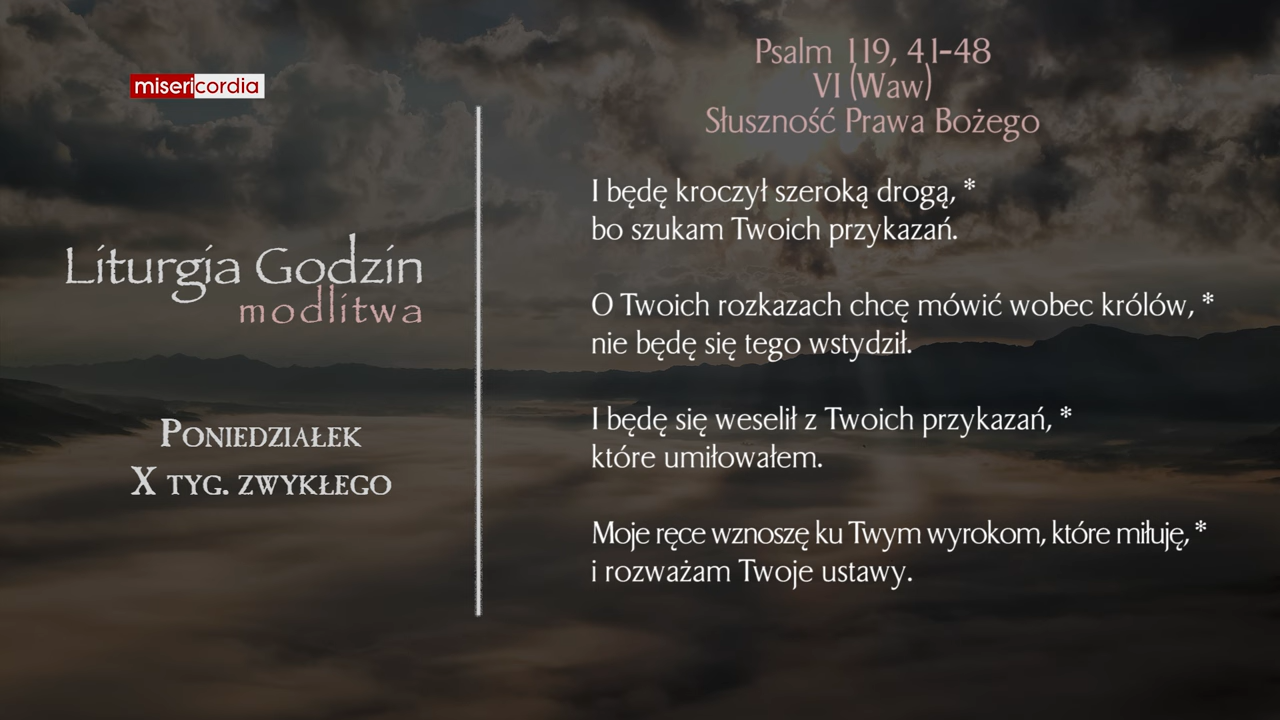 misericordia
Liturgia Godzin
modlitwa
Poniedziałek
X tyg. zwykłego
Psalm 119, 41-48
VI (Waw)
Słuszność Prawa Bożego
I będę kroczył szeroką drogą, *
bo szukam Twoich przykazań.
O Twoich rozkazach chcę mówić wobec królów, *
nie będę się tego wstydził.
I będę się weselił z Twoich przykazań, *
które umiłowałem.
Moje ręce wznoszę ku Twym wyrokom, które miłuję, *
i rozważam Twoje ustawy.